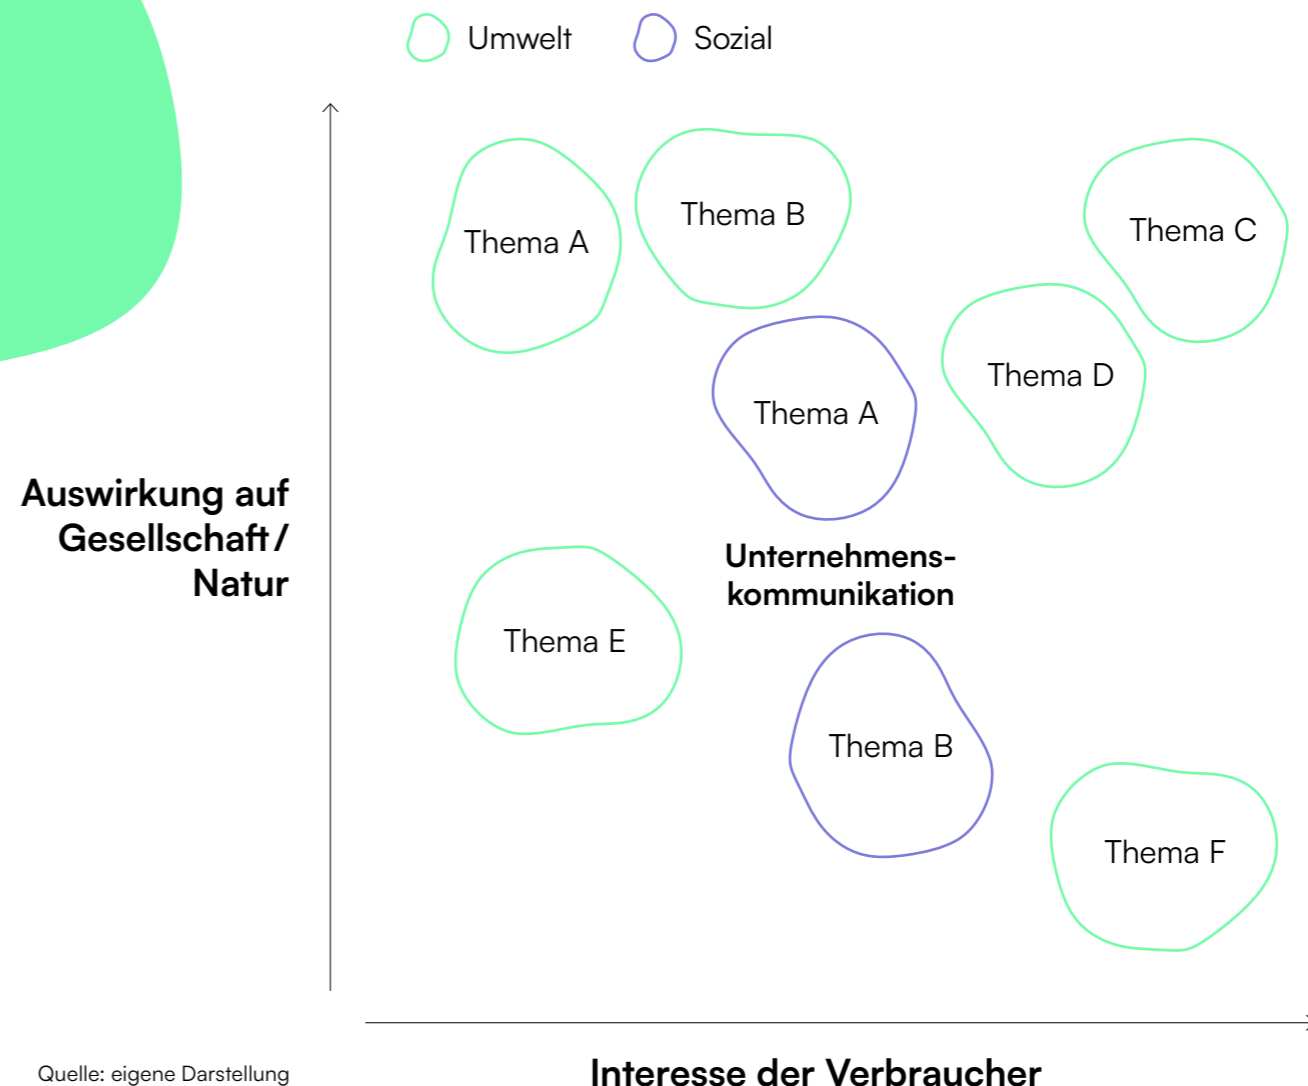 Umwelt
Sozial
Thema A
Thema B
Thema C
Thema D
Thema A
Auswirkung auf
Gesellschaft/
Natur
Unternehmens-
kommunikation
Thema E
Thema B
Thema F
Quelle: eigene Darstellung
Interesse der Verbraucher